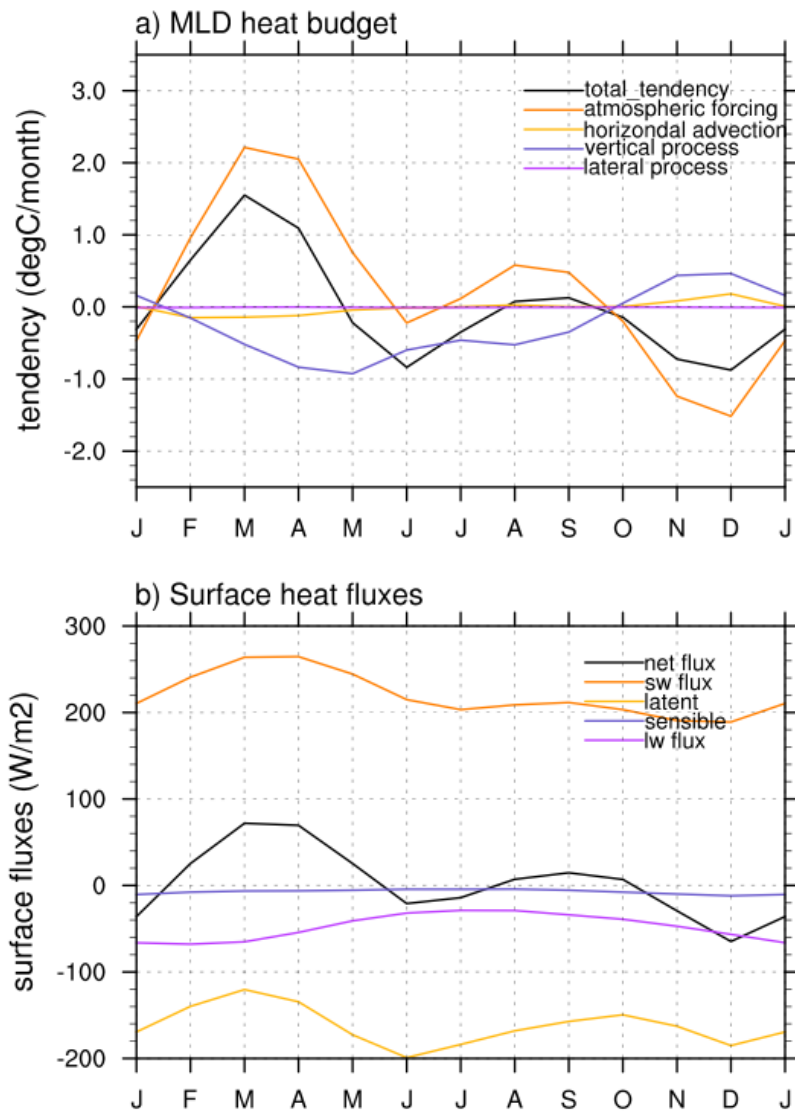 a) MLD heat budget
3.0
2.0
1.0
0.0
-1.0
-2.0
tendency (degC/month)
total_tendency
atmospheric forcing
horizondal advection
vertical process
lateral process
J F M A M J J A S O N D J
b) Surface heat fluxes
300
200
100
0
-100
-200
surface fluxes (W/m2)
net flux
sw flux
latent
sensible
lw flux
J F M A M J J A S O N D J